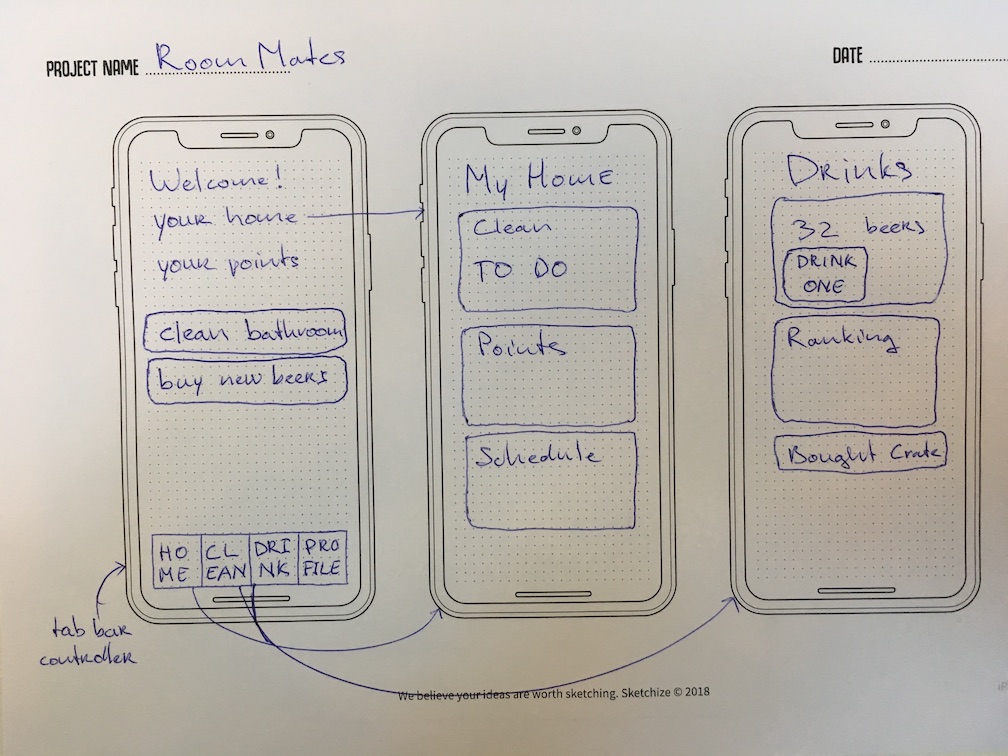 PROJECT NAME Room Mates
DATE
Welcome!
your home
your points
clean bathroom
buy new beers
HO
ME
CL
EAN
DRI
NK
PRO
FILE
tab bar
controller
My Home
Clean
TO DO
Points
Schedule
Drinks
32 beers
DRINK
ONE
Ranking
Bought Crate
We believe your ideas are worth sketching. Sketchize © 2018